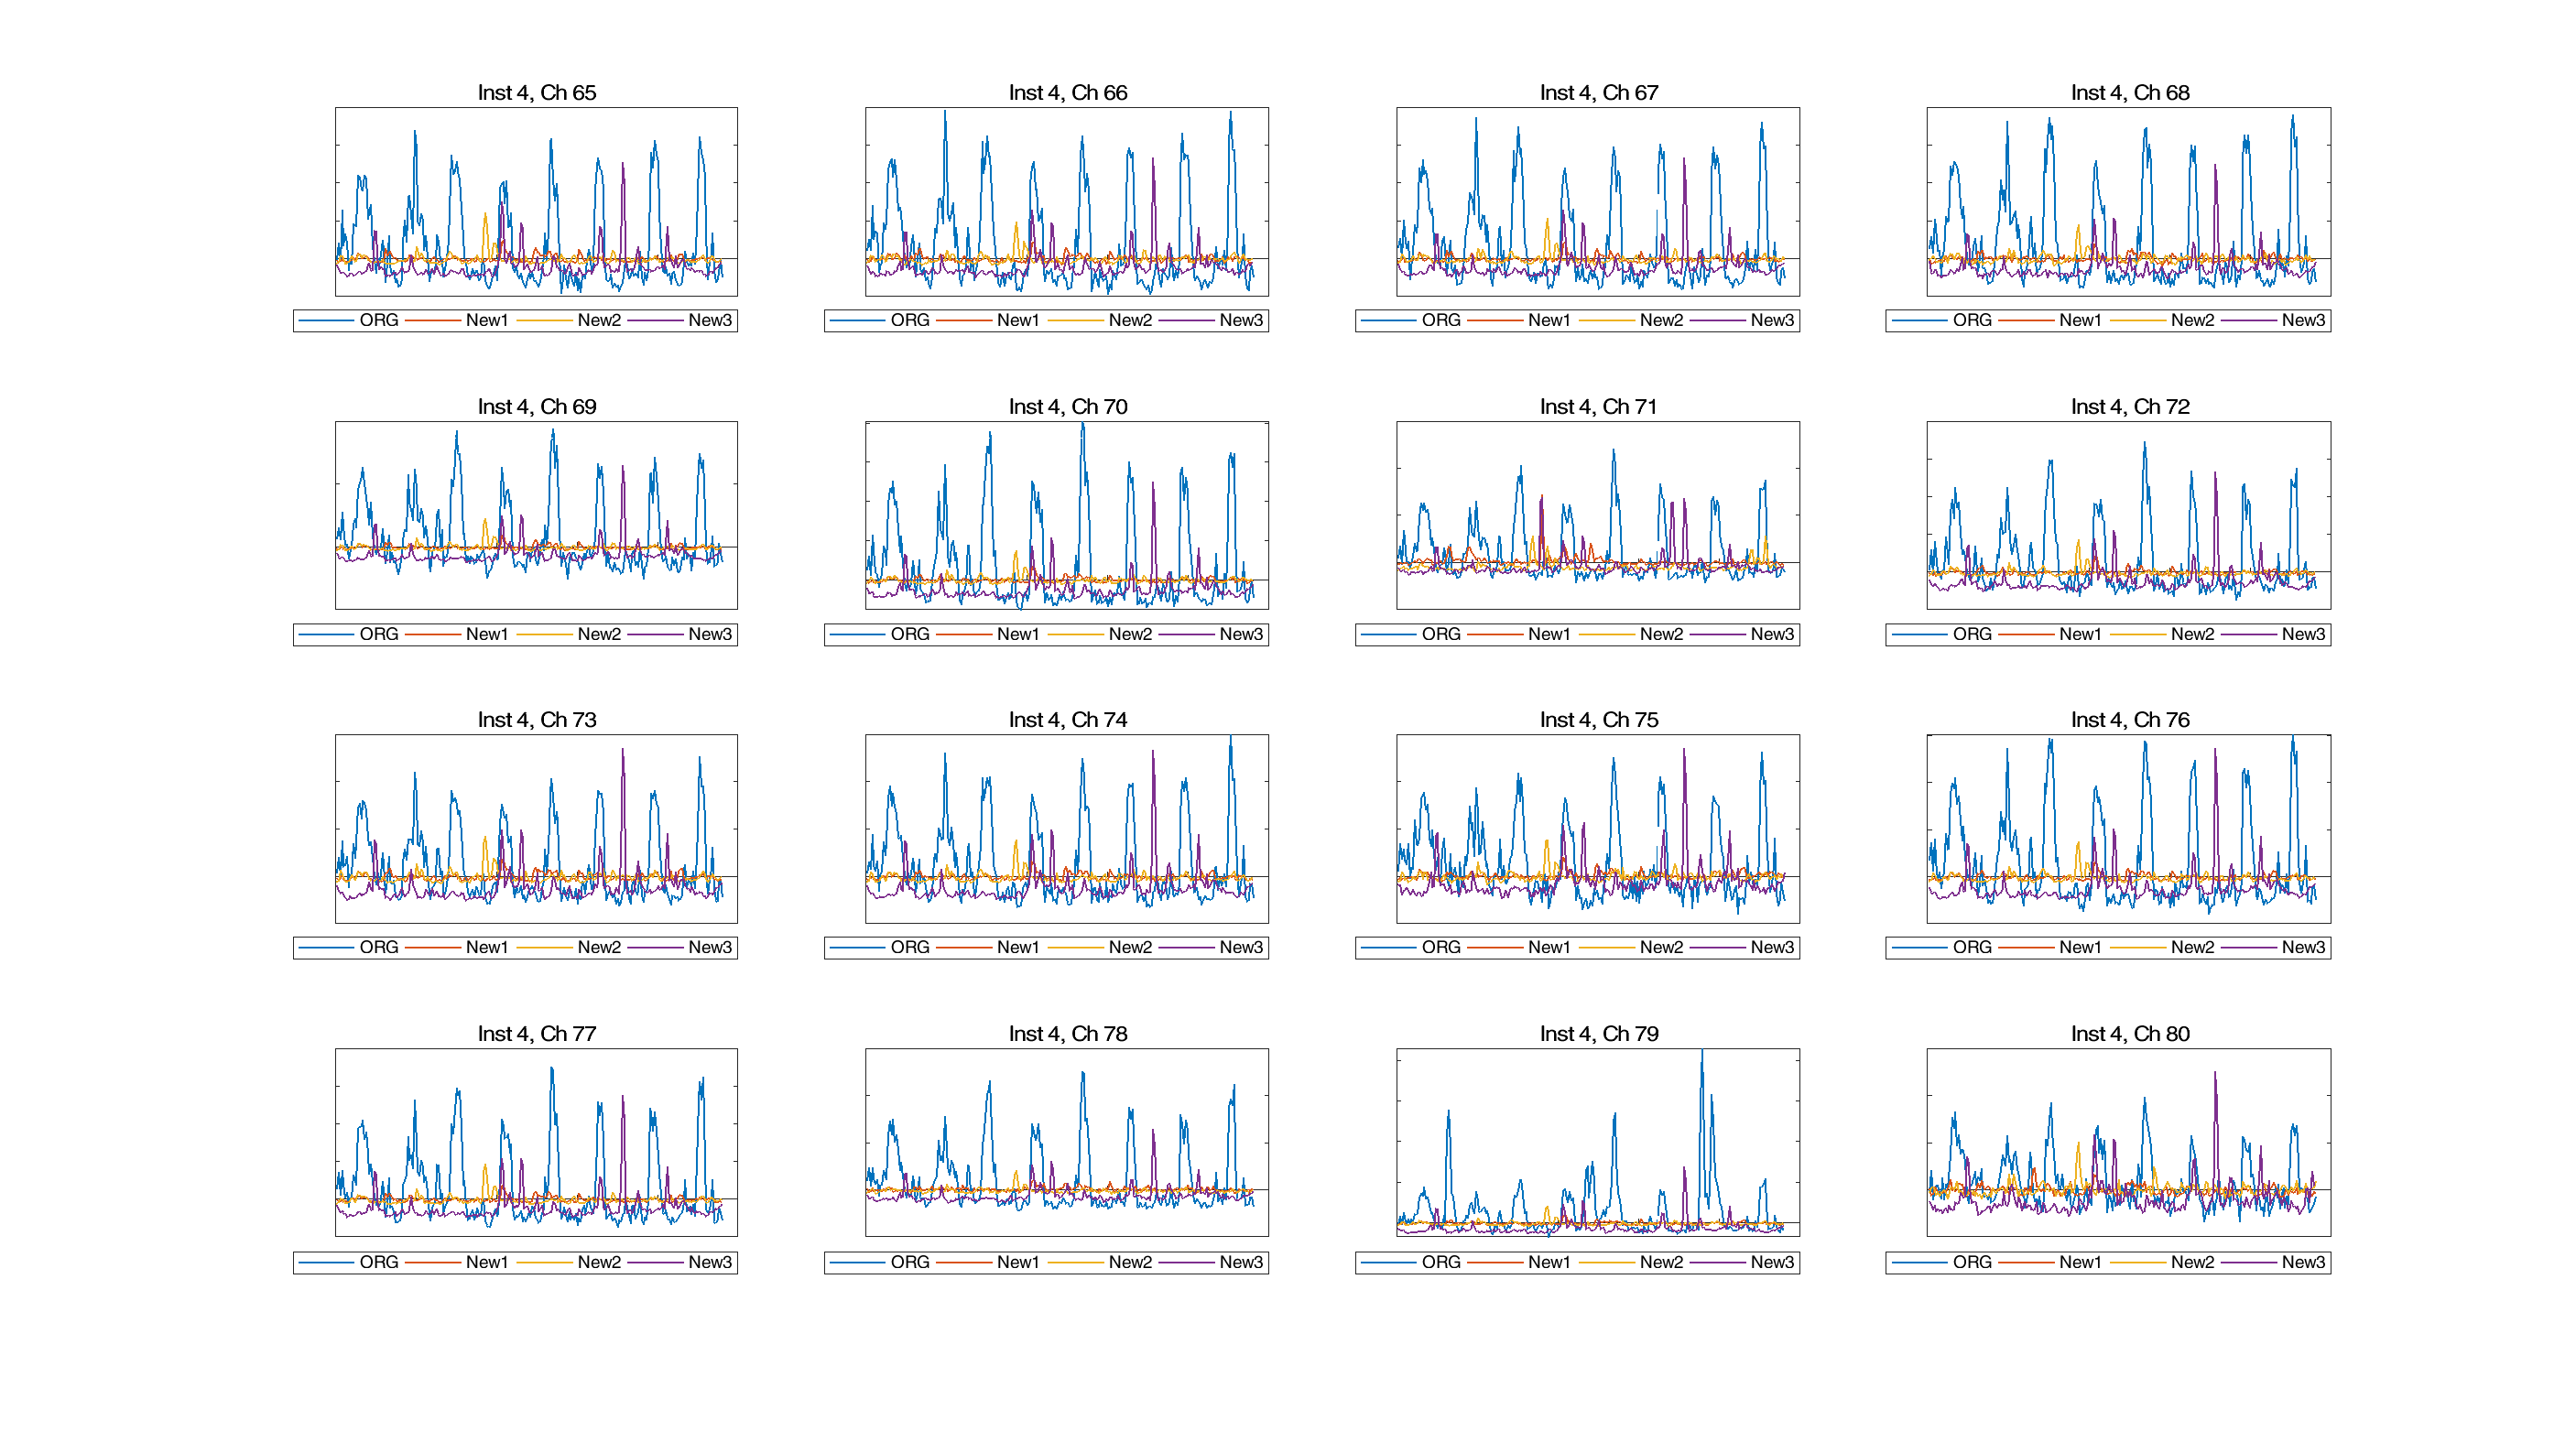 Inst 4, Ch 65
Inst 4, Ch 66
Inst 4, Ch 67
Inst 4, Ch 68
ORG New1 New2 New3
ORG New1 New2 New3
ORG New1 New2 New3
ORG New1 New2 New3
Inst 4, Ch 69
Inst 4, Ch 70
Inst 4, Ch 71
Inst 4, Ch 72
ORG New1 New2 New3
ORG New1 New2 New3
ORG New1 New2 New3
ORG New1 New2 New3
Inst 4, Ch 73
Inst 4, Ch 74
Inst 4, Ch 75
Inst 4, Ch 76
ORG New1 New2 New3
ORG New1 New2 New3
ORG New1 New2 New3
ORG New1 New2 New3
Inst 4, Ch 77
Inst 4, Ch 78
Inst 4, Ch 79
Inst 4, Ch 80
ORG New1 New2 New3
ORG New1 New2 New3
ORG New1 New2 New3
ORG New1 New2 New3